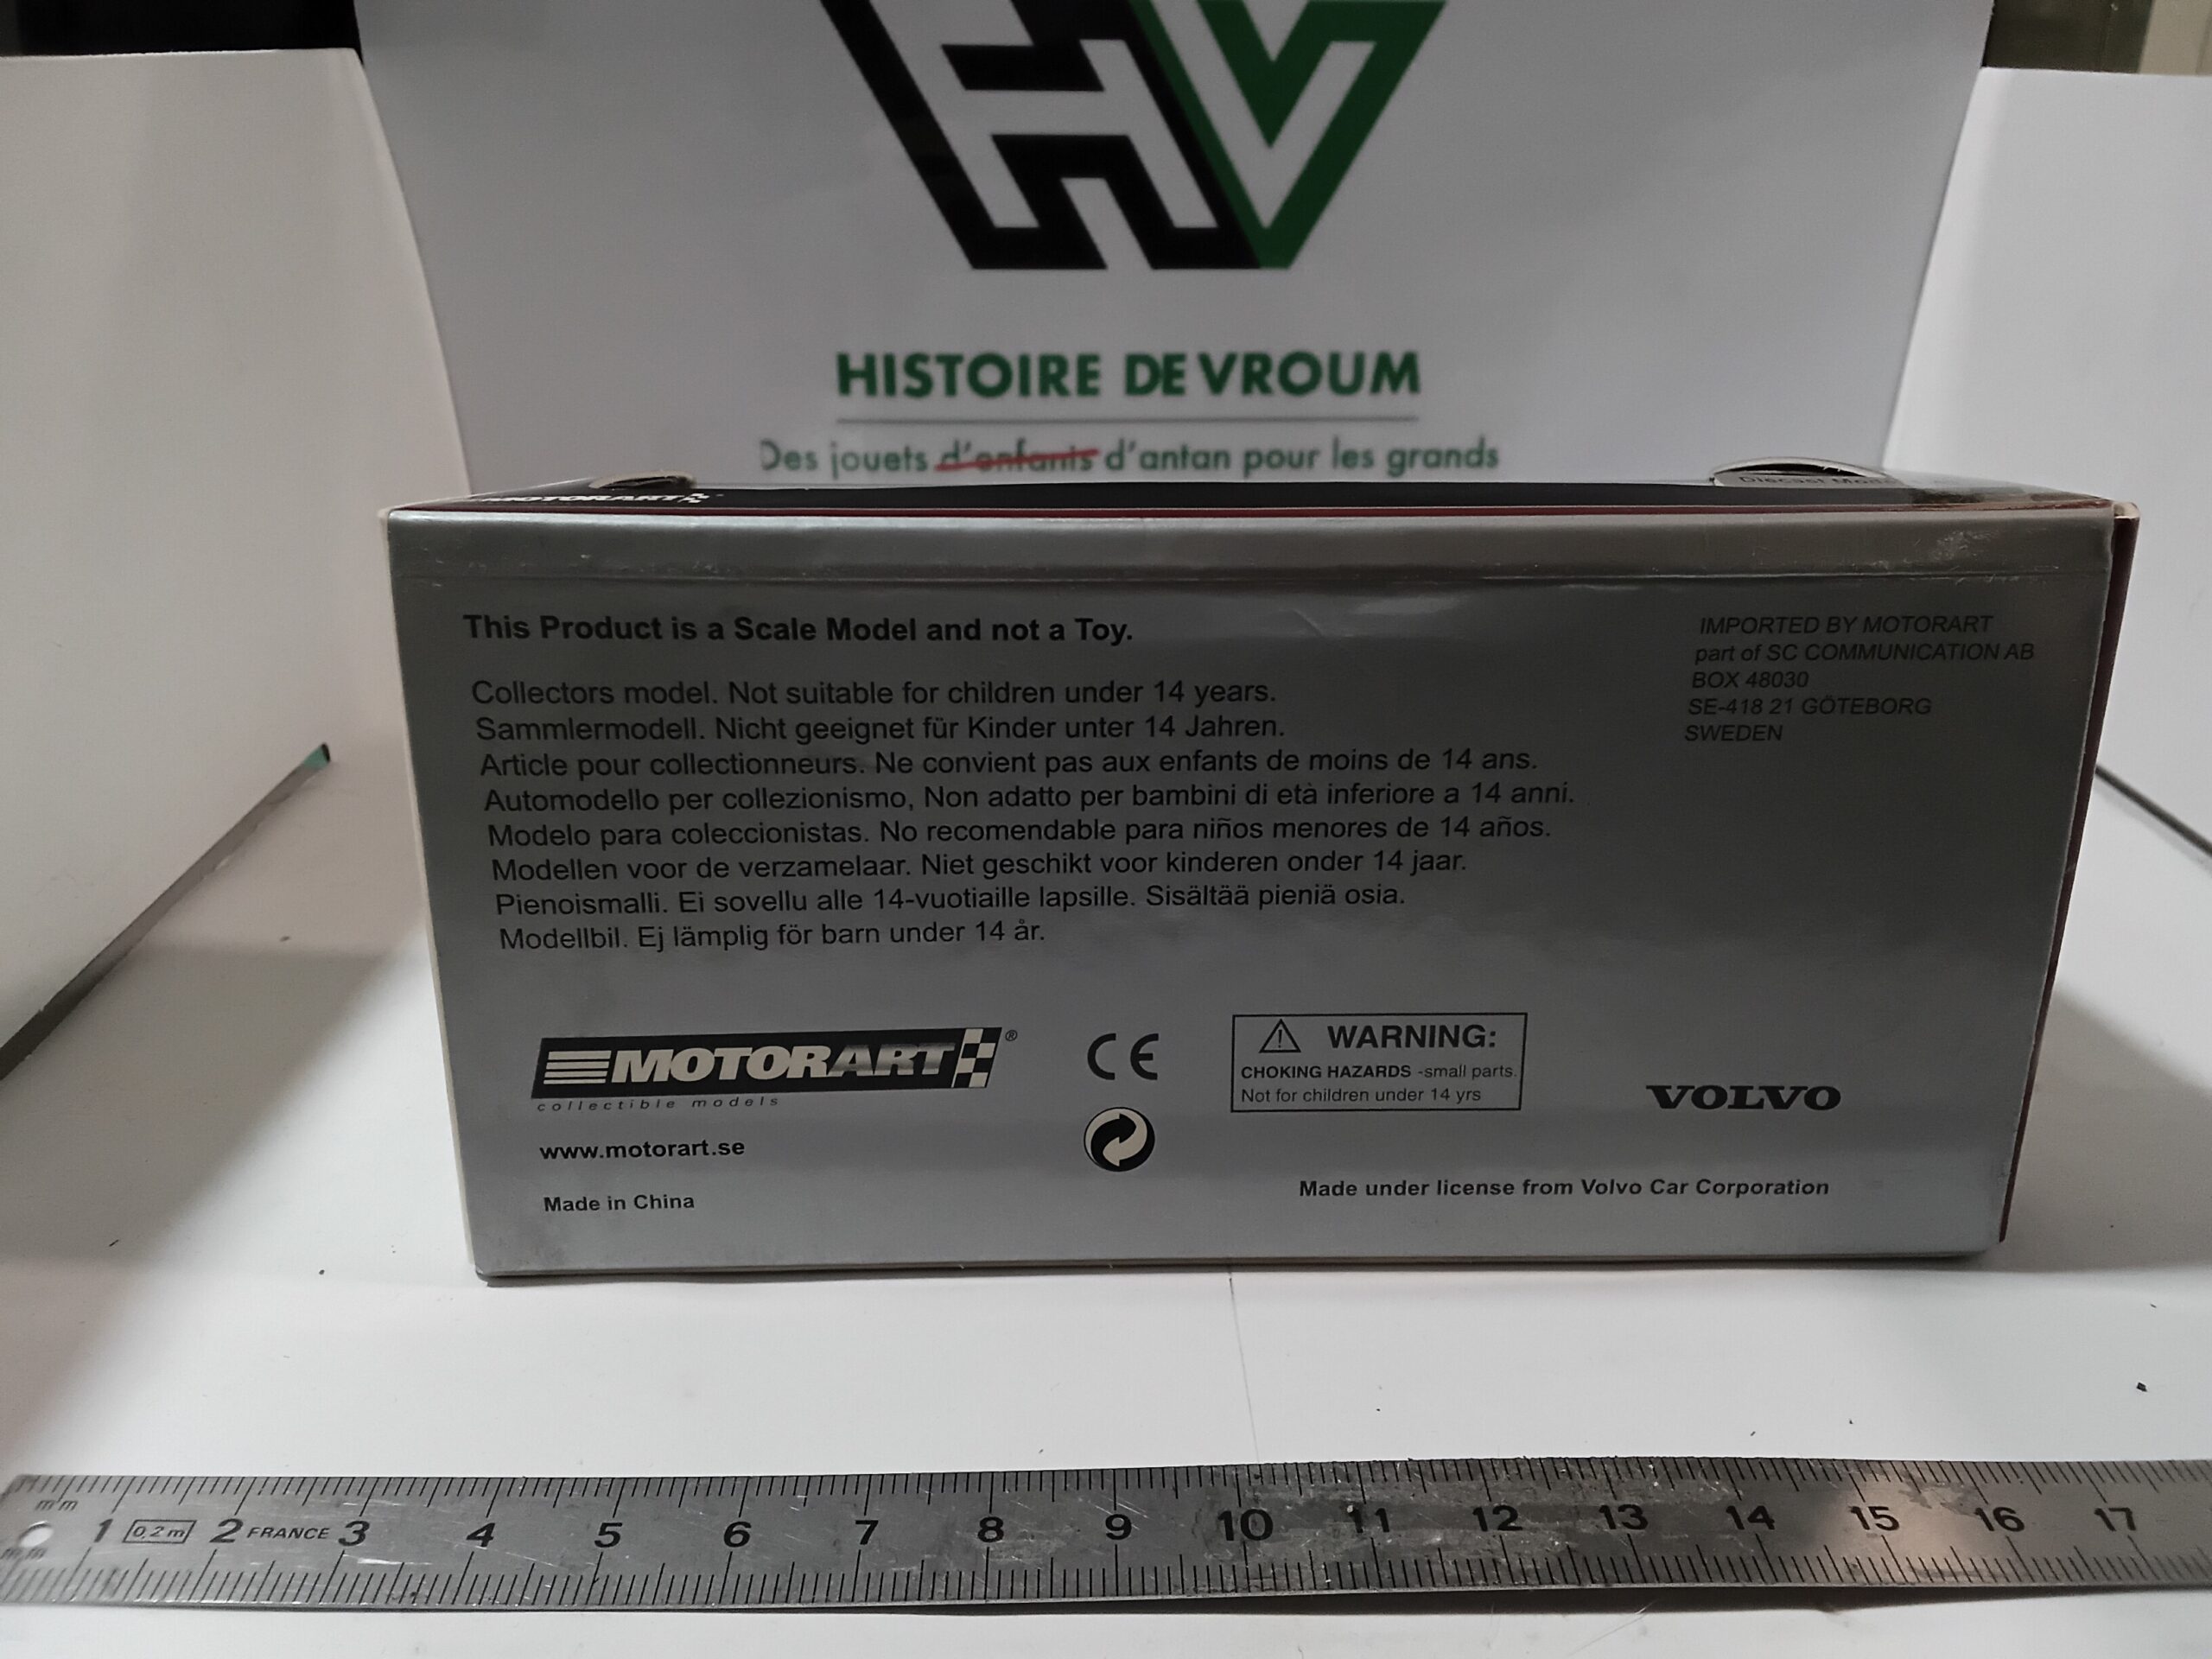 HV
HISTOIRE DE VROUM
Des jouets d'enfants d'antan pour les grands
MOTORART
Diecast
This Product is a Scale Model and not a Toy.
Collectors model. Not suitable for children under 14 years.
Sammlermodell. Nicht geeignet für Kinder unter 14 Jahren.
Article pour collectionneurs. Ne convient pas aux enfants de moins de 14 ans.
Automodello per collezionismo, Non adatto per bambini di età inferiore a 14 anni.
Modelo para coleccionistas. No recomendable para niños menores de 14 años.
Modellen voor de verzamelaar. Niet geschikt voor kinderen onder 14 jaar.
Pienoismalli. Ei sovellu alle 14-vuotiaille lapsille. Sisältää pieniä osia.
Modellbil. Ej lämplig för barn under 14 år.
IMPORTED BY MOTORART
part of SC COMMUNICATION AB
BOX 48030
SE-418 21 GÖTEBORG
SWEDEN
MOTORART®
collectible models
www.motorart.se
Made in China
CE
WARNING:
CHOKING HAZARDS -small parts.
Not for children under 14 yrs
VOLVO
Made under license from Volvo Car Corporation
m/m
1 0,2 m 2 FRANCE 3 4 5 6 7 8 9 10 11 12 13 14 15 16 17
m/m